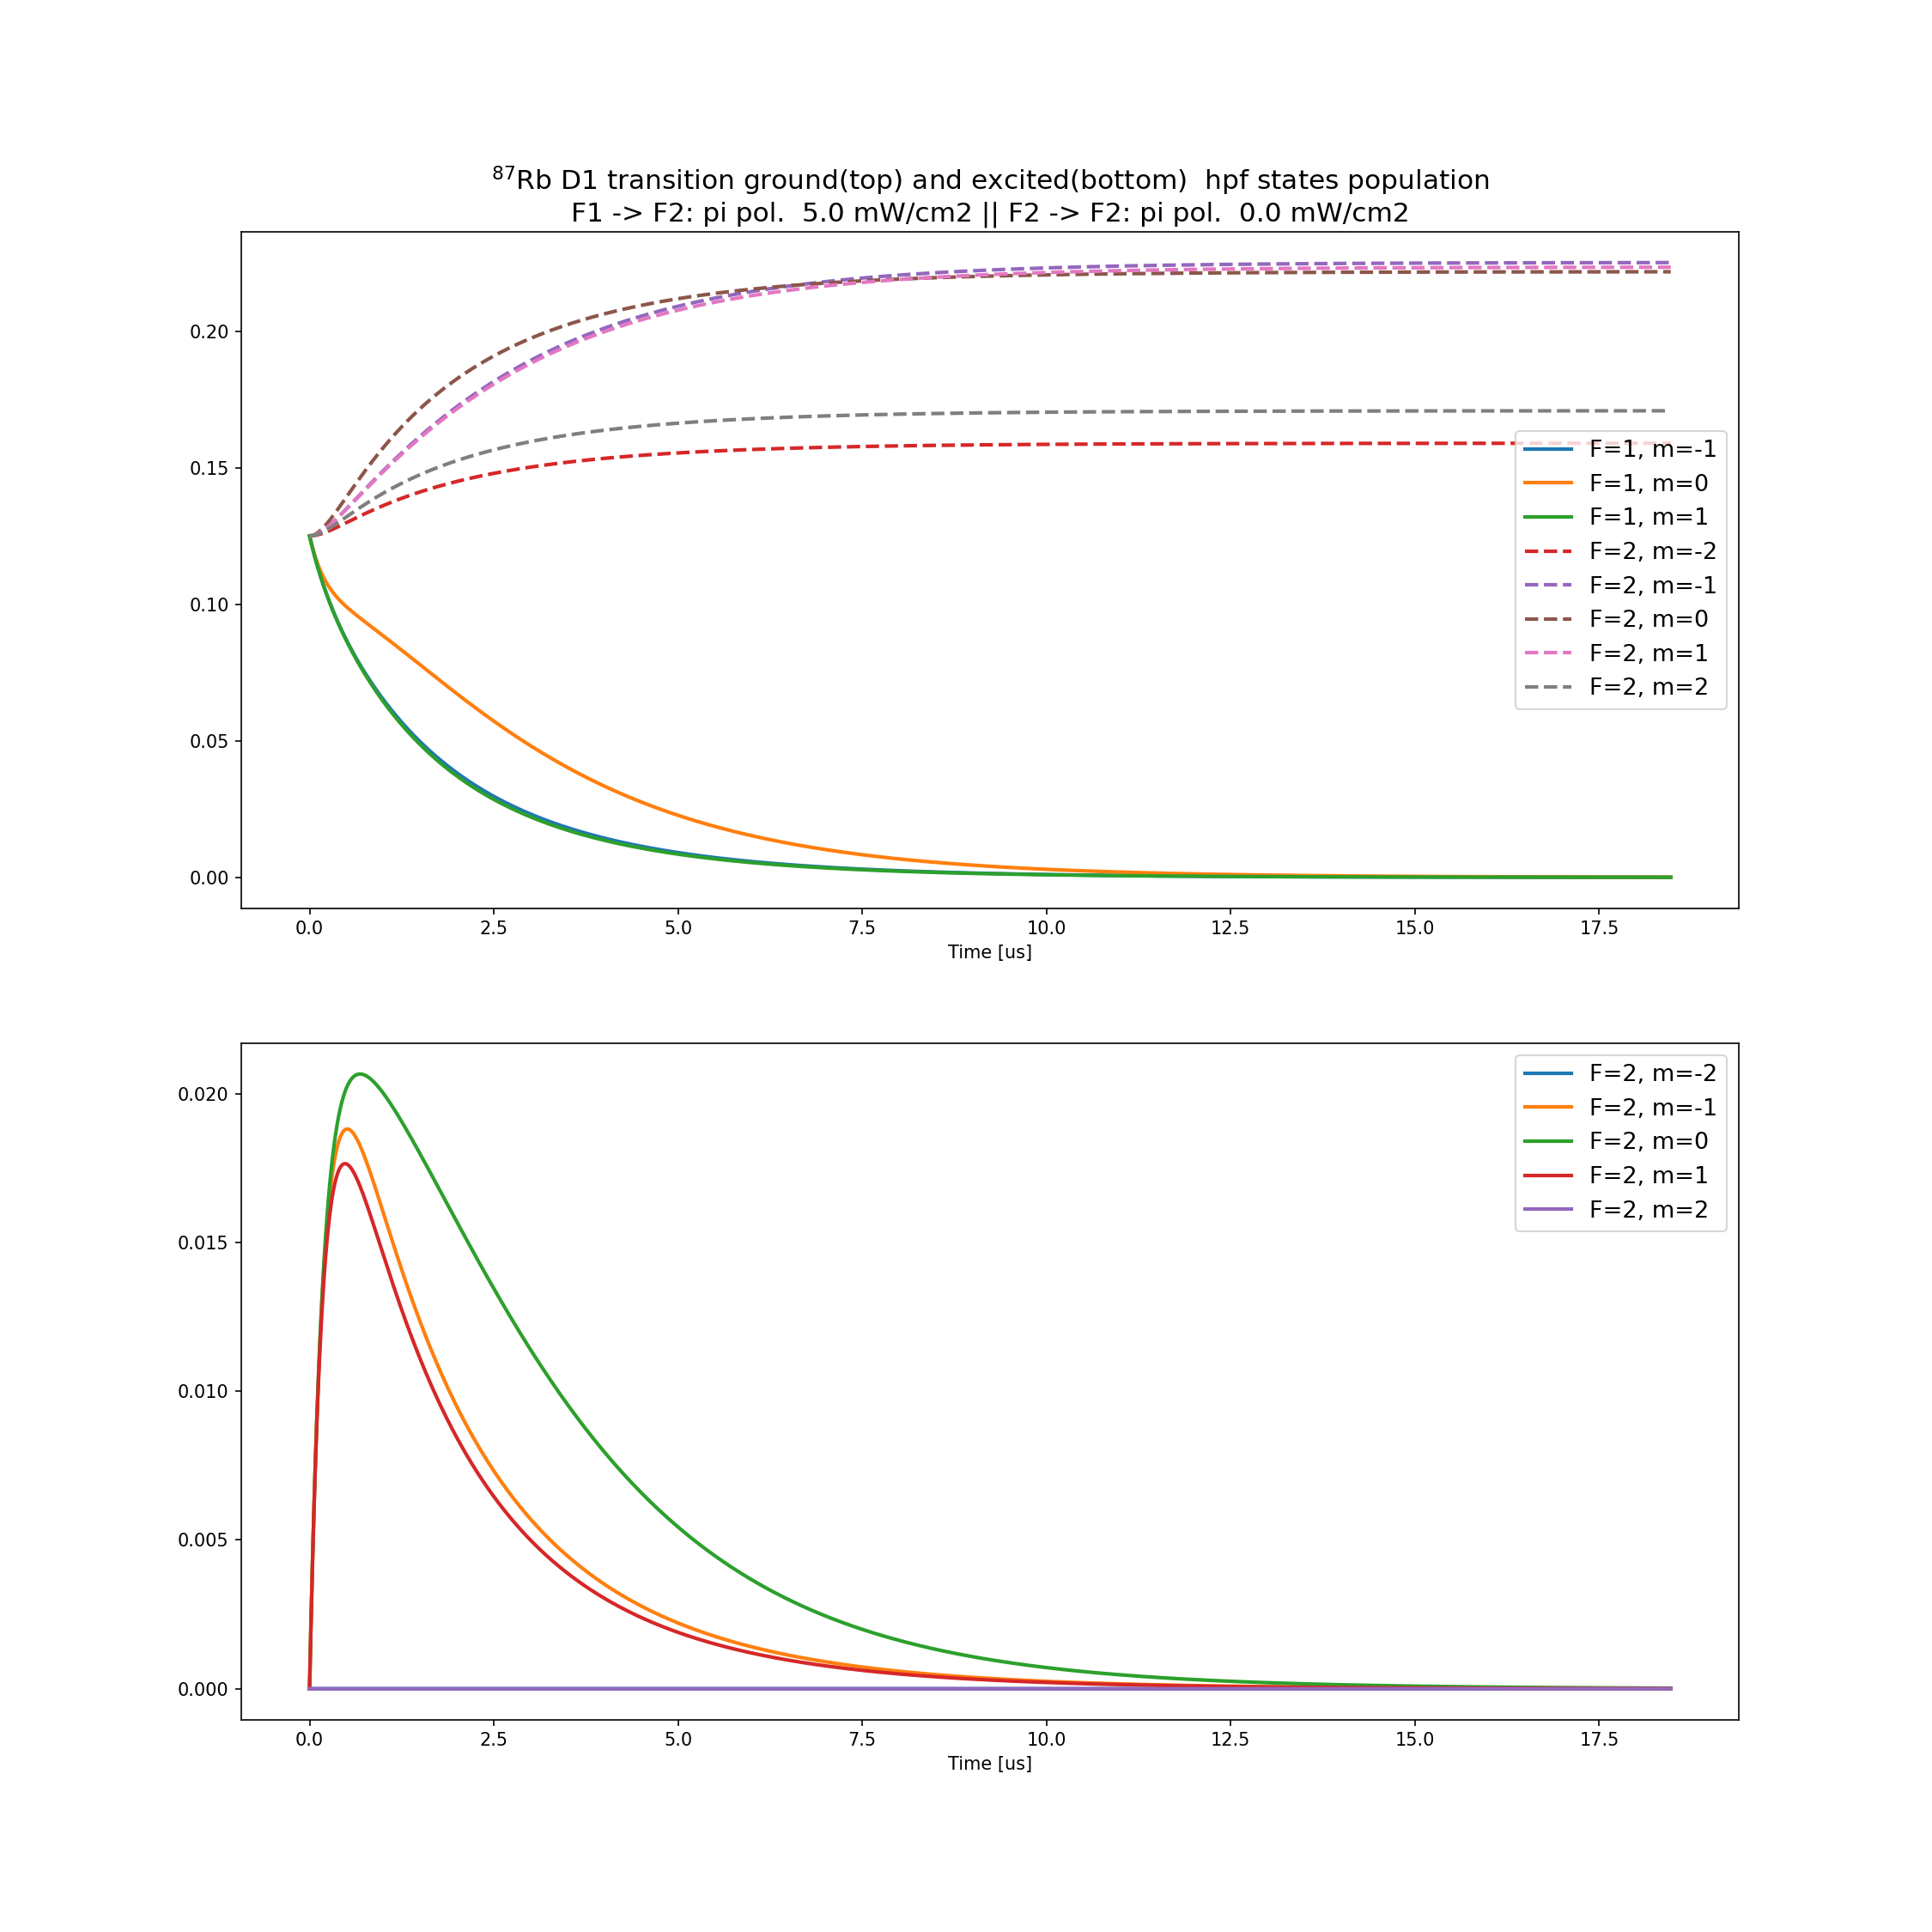 ⁸⁷Rb D1 transition ground(top) and excited(bottom)  hpf states population
F1 -> F2: pi pol.  5.0 mW/cm2 || F2 -> F2: pi pol.  0.0 mW/cm2
0.20
0.15
0.10
0.05
0.00
F=1, m=-1
F=1, m=0
F=1, m=1
F=2, m=-2
F=2, m=-1
F=2, m=0
F=2, m=1
F=2, m=2
0.0 2.5 5.0 7.5 10.0 12.5 15.0 17.5
Time [us]
0.020
0.015
0.010
0.005
0.000
F=2, m=-2
F=2, m=-1
F=2, m=0
F=2, m=1
F=2, m=2
0.0 2.5 5.0 7.5 10.0 12.5 15.0 17.5
Time [us]